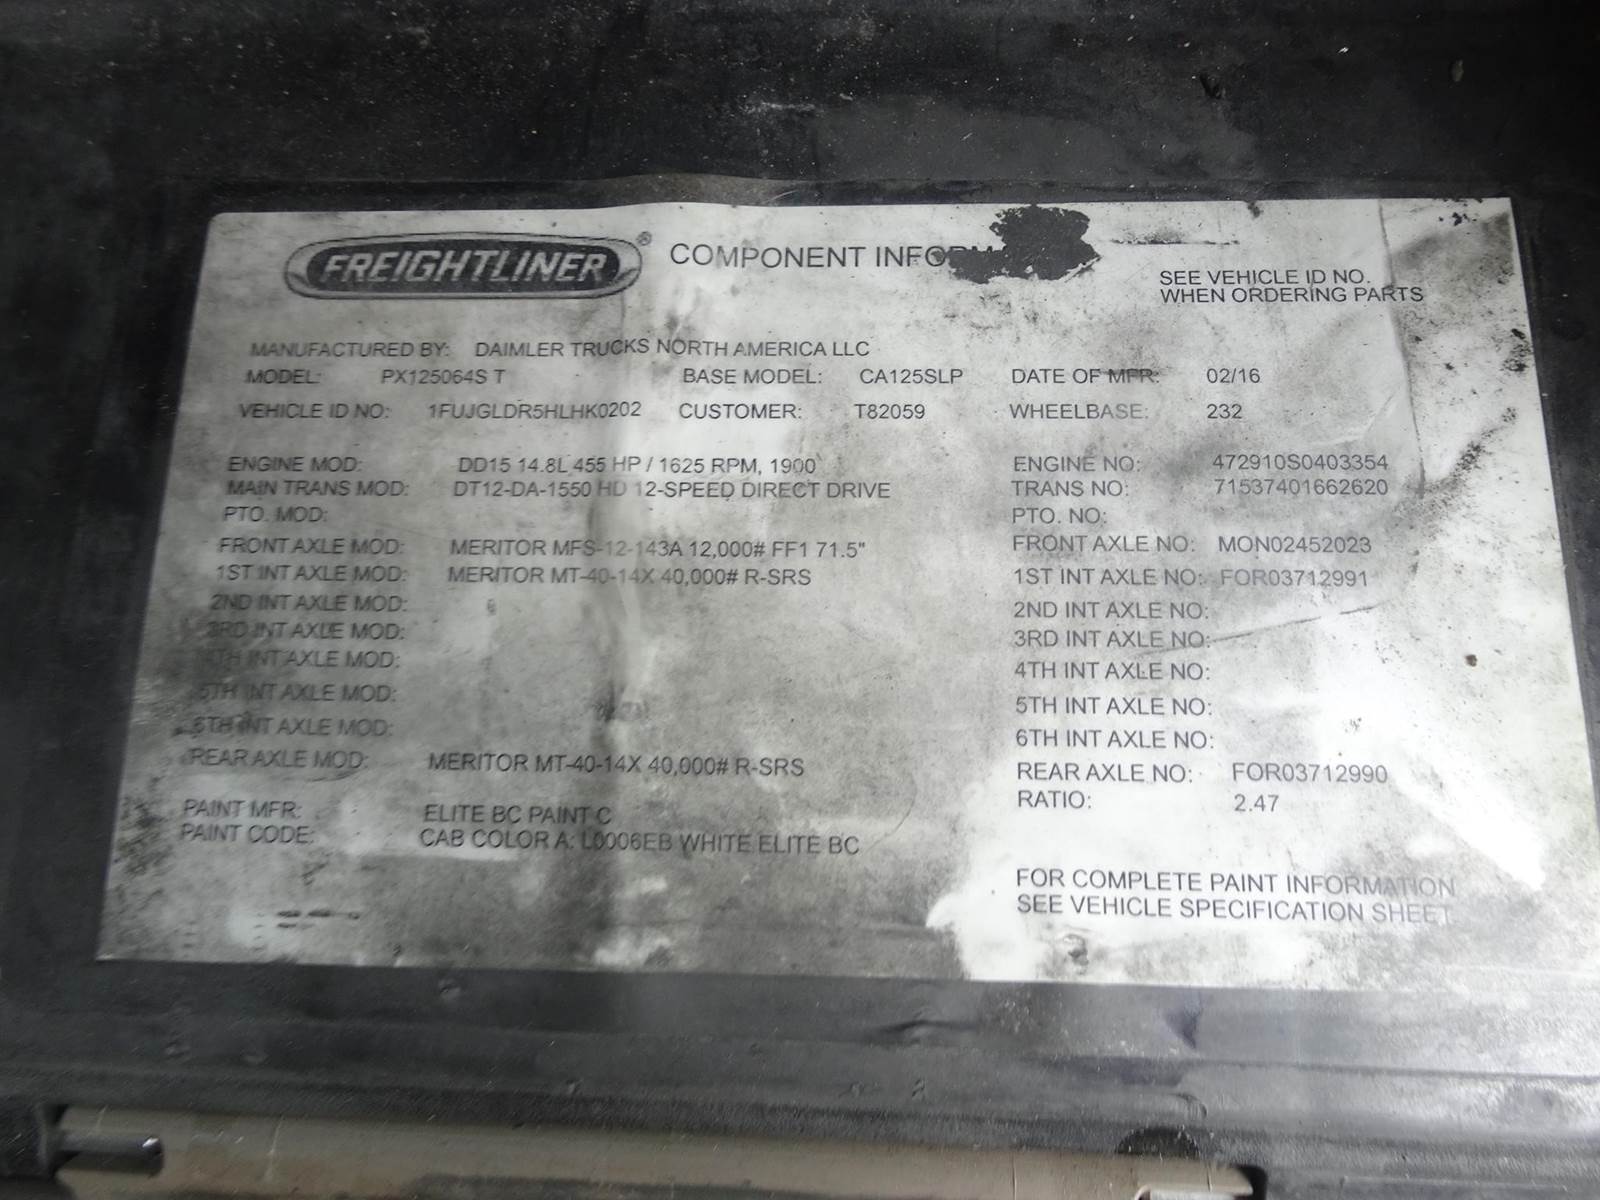 FREIGHTLINER®
COMPONENT
SEE VEHICLE ID NO.
WHEN ORDERING PARTS
MANUFACTURED BY: DAIMLER TRUCKS NORTH AMERICA LLC
MODEL: PX125064S T BASE MODEL: CA125SLP DATE OF MFR: 02/16
VEHICLE ID NO: 1FUJGLDR5HLHK0202 CUSTOMER: T82059 WHEELBASE: 232
ENGINE MOD: DD15 14.8L 455 HP / 1625 RPM, 1900 ENGINE NO: 472910S0403354
MAIN TRANS MOD: DT12-DA-1550 HD 12-SPEED DIRECT DRIVE TRANS NO: 71537401662620
PTO. MOD: PTO. NO:
FRONT AXLE MOD: MERITOR MFS-12-143A 12,000# FF1 71.5" FRONT AXLE NO: MON02452023
1ST INT AXLE MOD: MERITOR MT-40-14X 40,000# R-SRS 1ST INT AXLE NO: FOR03712991
2ND INT AXLE MOD: 2ND INT AXLE NO:
3RD INT AXLE MOD: 3RD INT AXLE NO:
4TH INT AXLE MOD: 4TH INT AXLE NO:
5TH INT AXLE MOD: 5TH INT AXLE NO:
6TH INT AXLE MOD: 6TH INT AXLE NO:
REAR AXLE MOD: MERITOR MT-40-14X 40,000# R-SRS REAR AXLE NO: FOR03712990
RATIO: 2.47
PAINT MFR: ELITE BC PAINT C
PAINT CODE: CAB COLOR A: L0006EB WHITE ELITE BC
FOR COMPLETE PAINT INFORMATION
SEE VEHICLE SPECIFICATION SHEET